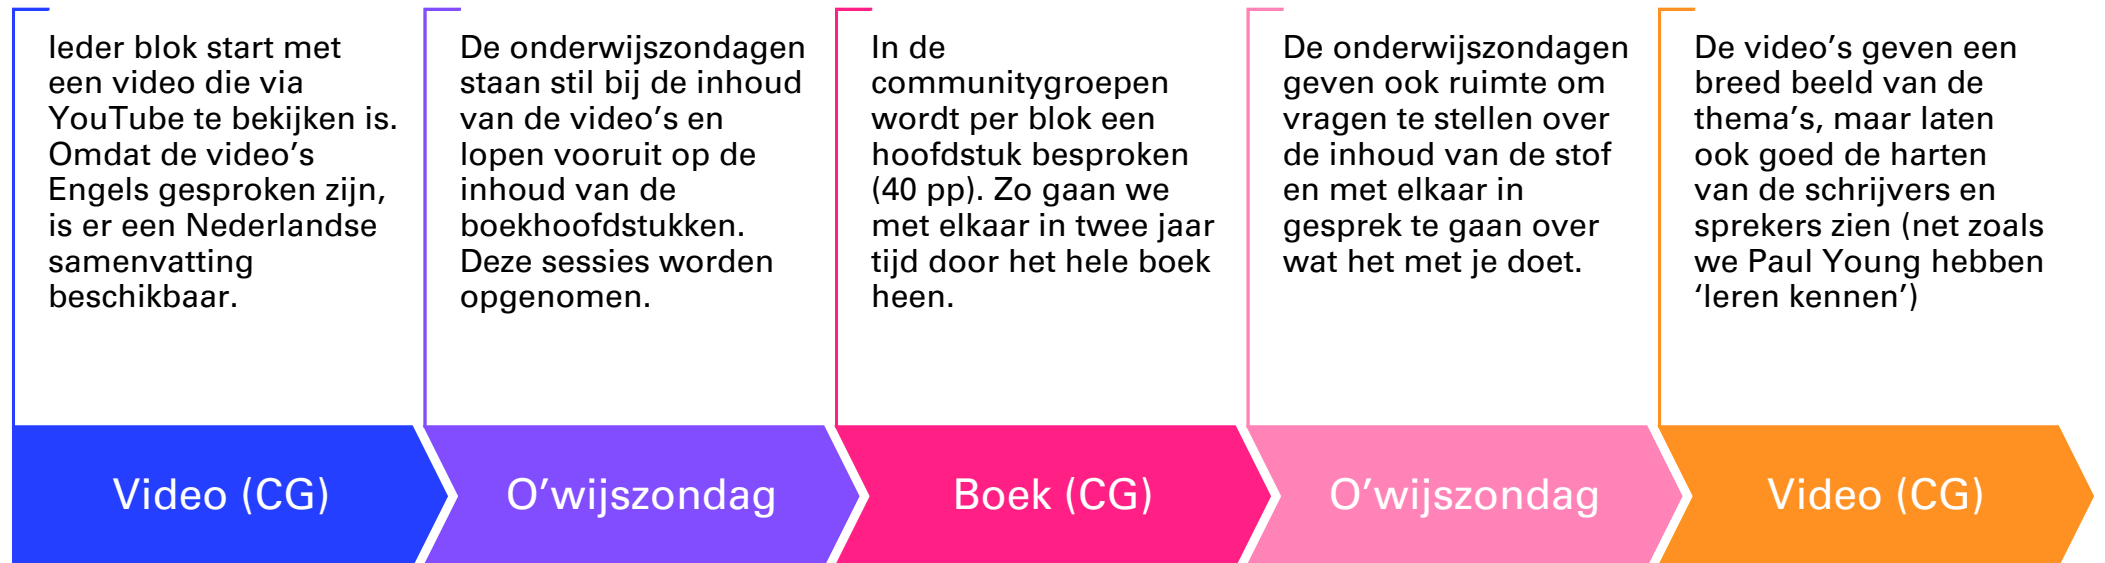 Ieder blok start met
een video die via
YouTube te bekijken is.
Omdat de video’s
Engels gesproken zijn,
is er een Nederlandse
samenvatting
beschikbaar.
De onderwijszondagen
staan stil bij de inhoud
van de video’s en
lopen vooruit op de
inhoud van de
boekhoofdstukken.
Deze sessies worden
opgenomen.
In de
communitygroepen
wordt per blok een
hoofdstuk besproken
(40 pp). Zo gaan we
met elkaar in twee jaar
tijd door het hele boek
heen.
De onderwijszondagen
geven ook ruimte om
vragen te stellen over
de inhoud van de stof
en met elkaar in
gesprek te gaan over
wat het met je doet.
De video’s geven een
breed beeld van de
thema’s, maar laten
ook goed de harten
van de schrijvers en
sprekers zien (net zoals
we Paul Young hebben
‘leren kennen’)
Video (CG)
O’wijszondag
Boek (CG)
O’wijszondag
Video (CG)